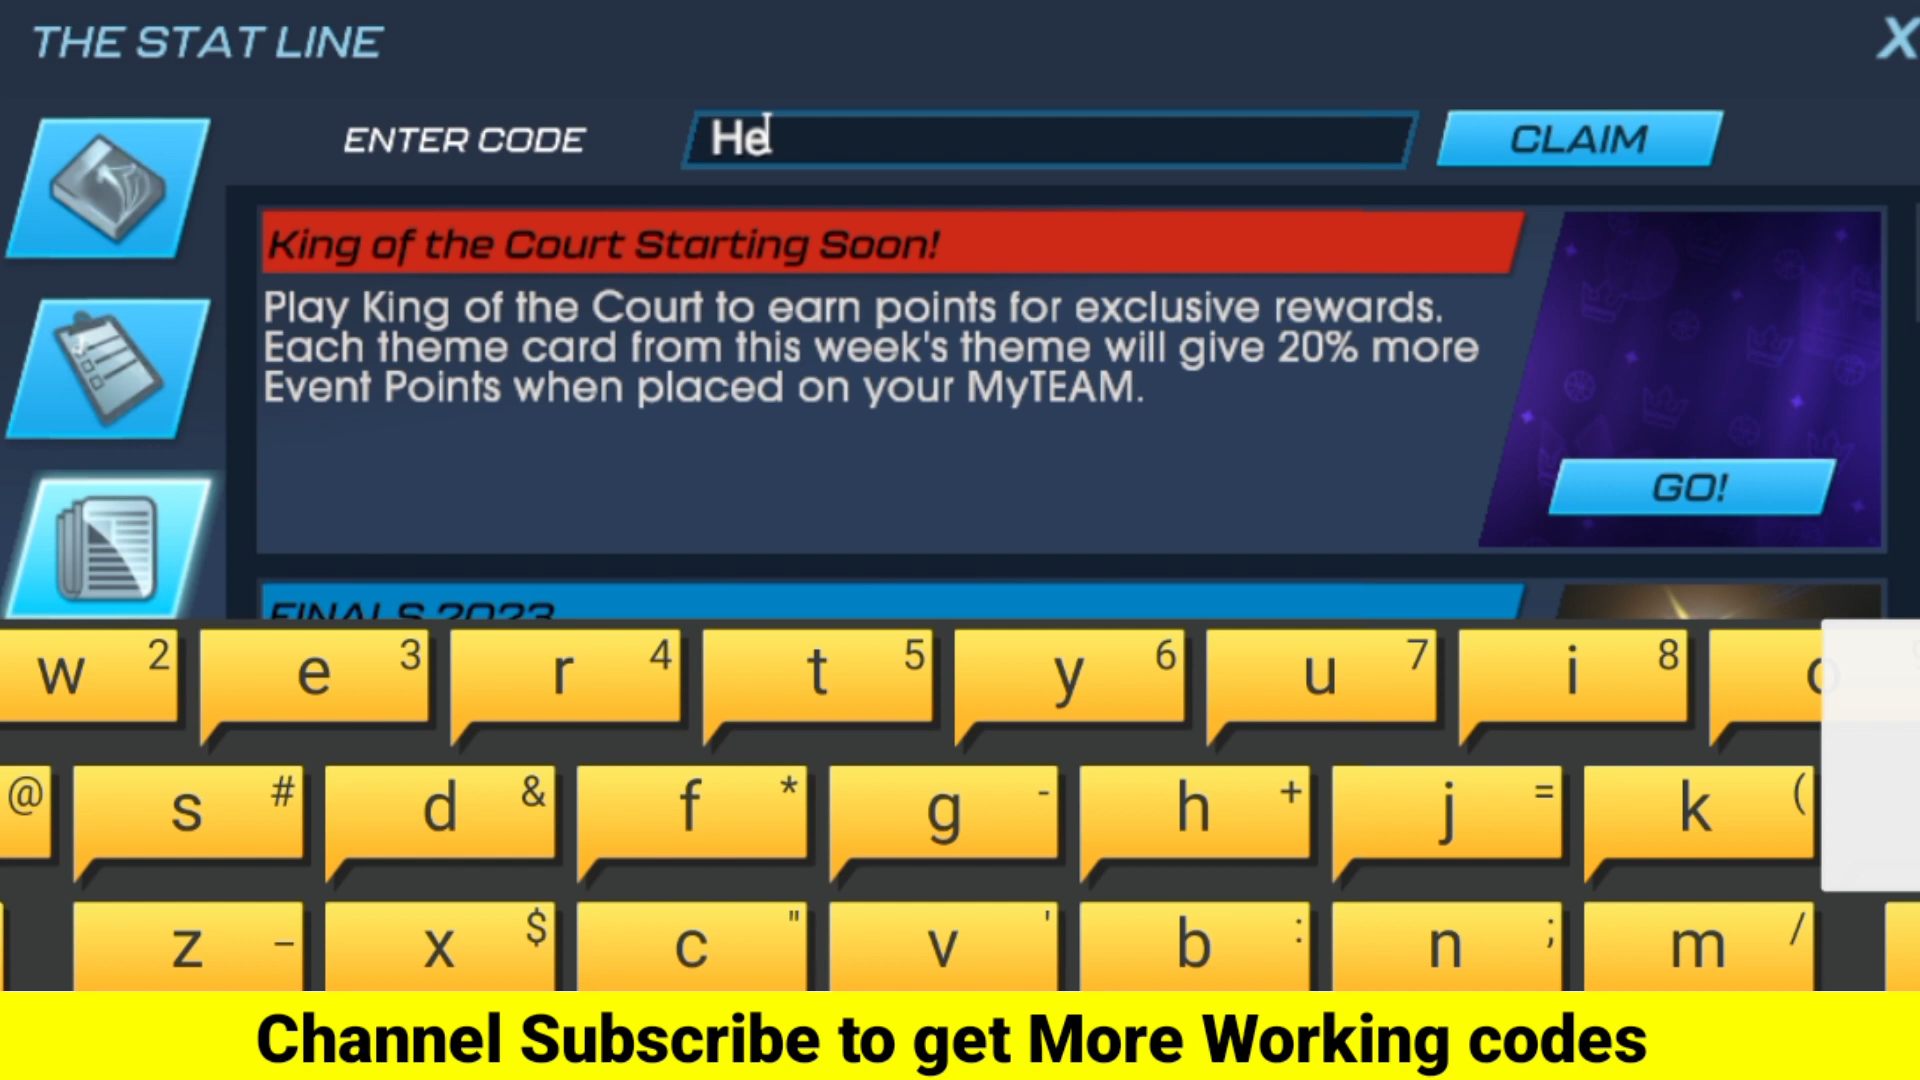 THE STAT LINE
X
ENTER CODE He CLAIM
King of the Court Starting Soon!
Play King of the Court to earn points for exclusive rewards.
Each theme card from this week's theme will give 20% more
Event Points when placed on your MyTEAM.
GO!
FINALS 2023
w 2 e 3 r 4 t 5 y 6 u 7 i 8 o
@ s # d & f * g - h + j = k (
z _ x $ c " v ' b : n ; m /
Channel Subscribe to get More Working codes